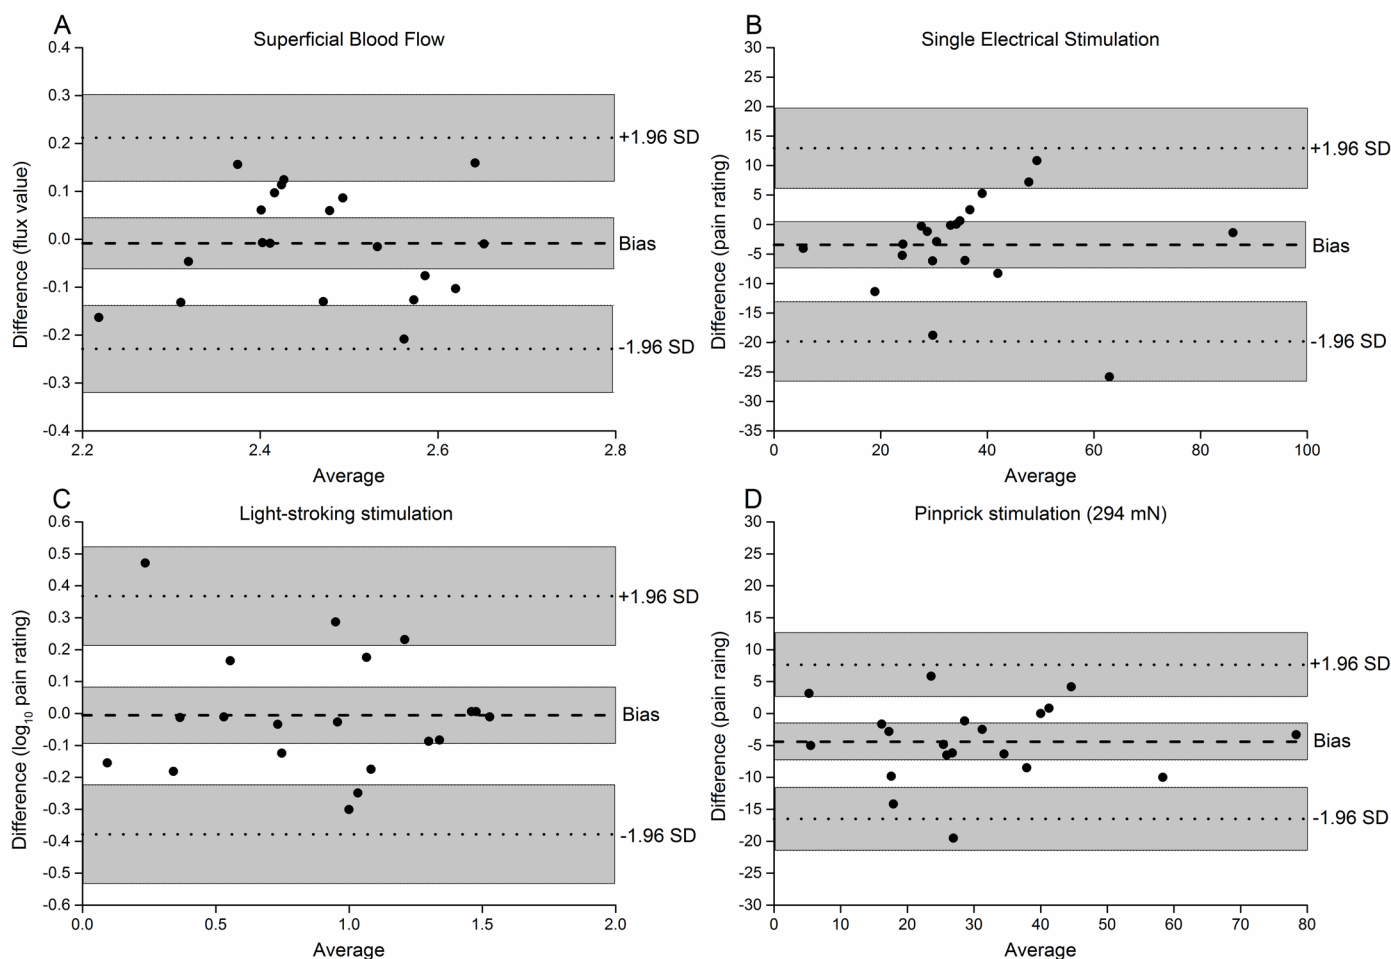 A
Superficial Blood Flow
0.4
0.3
0.2
0.1
0.0
-0.1
-0.2
-0.3
-0.4
Difference (flux value)
+1.96 SD
Bias
-1.96 SD
2.2
2.4
2.6
2.8
Average
B
Single Electrical Stimulation
30
25
20
15
10
5
0
-5
-10
-15
-20
-25
-30
-35
Difference (pain rating)
+1.96 SD
Bias
-1.96 SD
0
20
40
60
80
100
Average
C
Light-stroking stimulation
0.6
0.5
0.4
0.3
0.2
0.1
0.0
-0.1
-0.2
-0.3
-0.4
-0.5
-0.6
Difference (log10 pain rating)
+1.96 SD
Bias
-1.96 SD
0.0
0.5
1.0
1.5
2.0
Average
D
Pinprick stimulation (294 mN)
30
25
20
15
10
5
0
-5
-10
-15
-20
-25
-30
Difference (pain raing)
+1.96 SD
Bias
-1.96 SD
0
10
20
30
40
50
60
70
80
Average